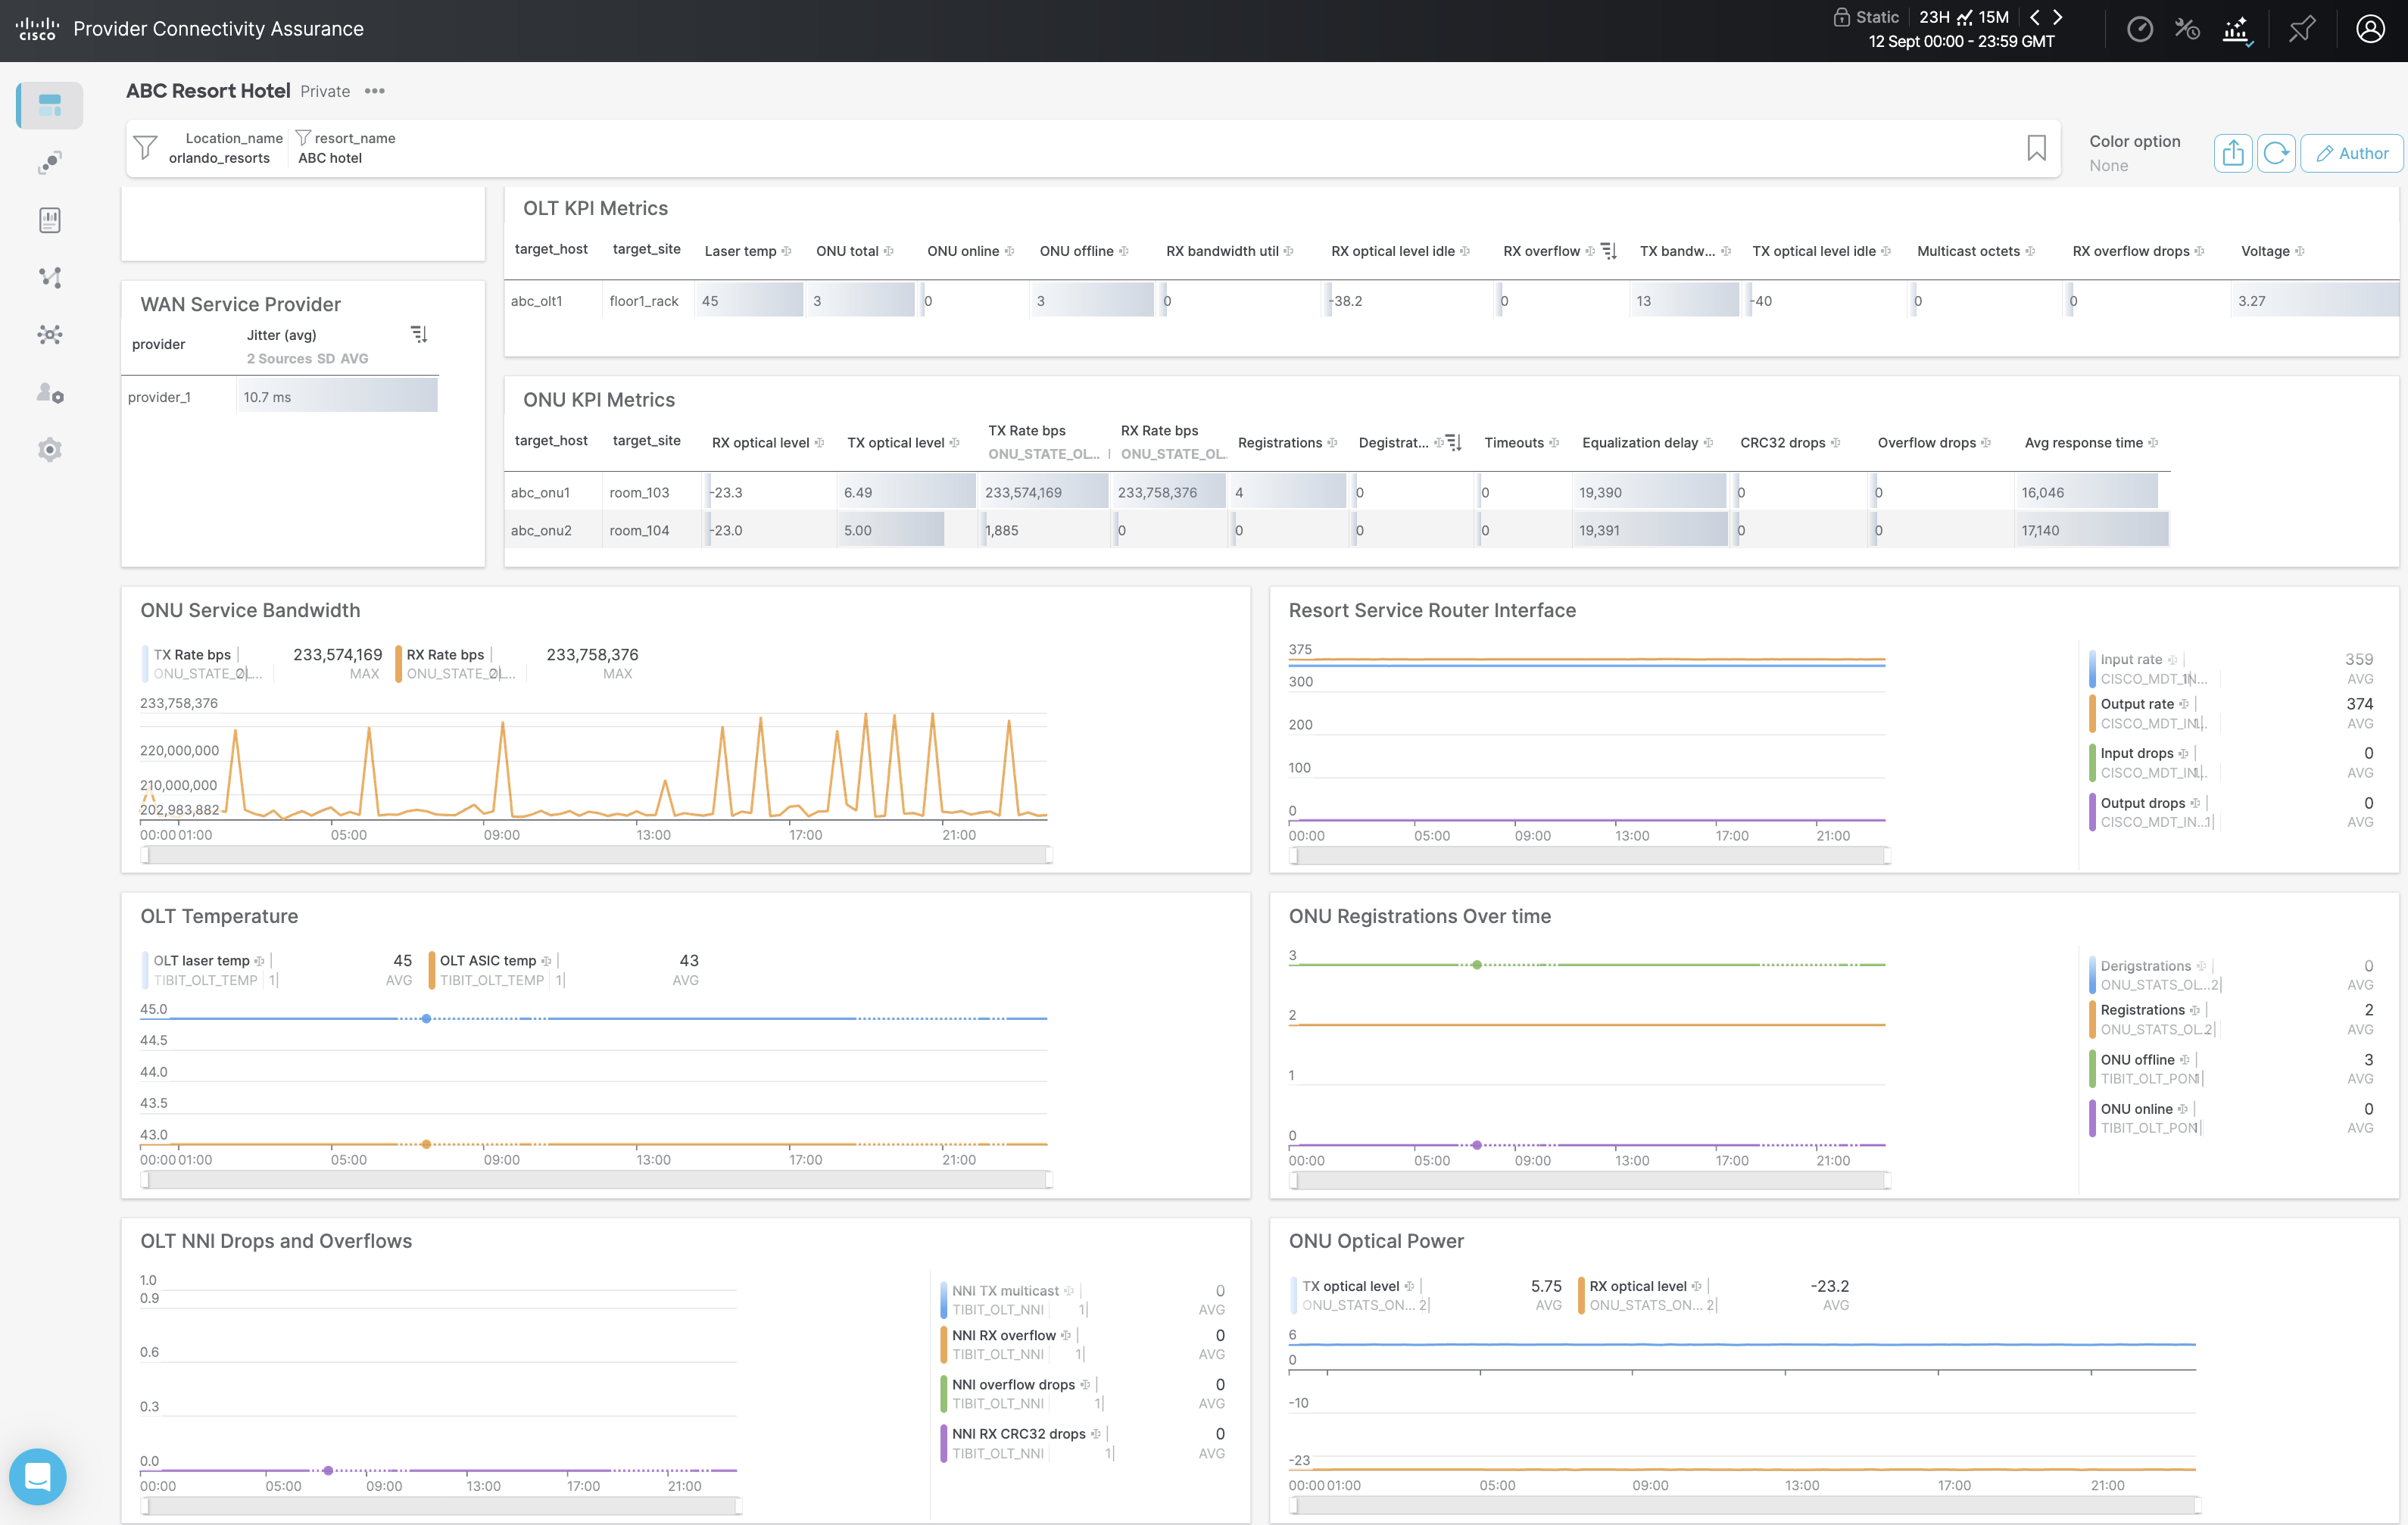 cisco Provider Connectivity Assurance
Static 23H 15M
12 Sept 00:00 - 23:59 GMT
ABC Resort Hotel Private •••
Location_name resort_name
orlando_resorts ABC hotel
Color option
None
Author
OLT KPI Metrics
target_host target_site Laser temp ONU total ONU online ONU offline RX bandwidth util RX optical level idle RX overflow TX bandw... TX optical level idle Multicast octets RX overflow drops Voltage
abc_olt1 floor1_rack 45 3 0 3 0 -38.2 0 13 -40 0 0 3.27
WAN Service Provider
provider Jitter (avg)
2 Sources SD AVG
provider_1 10.7 ms
ONU KPI Metrics
target_host target_site RX optical level TX optical level TX Rate bps RX Rate bps Registrations Degistrat... Timeouts Equalization delay CRC32 drops Overflow drops Avg response time
ONU_STATE_OL... ONU_STATE_OL...
abc_onu1 room_103 -23.3 6.49 233,574,169 233,758,376 4 0 0 19,390 0 0 16,046
abc_onu2 room_104 -23.0 5.00 1,885 0 0 0 0 19,391 0 0 17,140
ONU Service Bandwidth
TX Rate bps 233,574,169 RX Rate bps 233,758,376
ONU_STATE_OL... 2 MAX ONU_STATE_OL... 2 MAX
233,758,376
220,000,000
210,000,000
202,983,882
00:00 01:00 05:00 09:00 13:00 17:00 21:00
Resort Service Router Interface
375
300
200
100
0
00:00 05:00 09:00 13:00 17:00 21:00
Input rate 359
CISCO_MDT_IN... 1 AVG
Output rate 374
CISCO_MDT_IN... 1 AVG
Input drops 0
CISCO_MDT_IN... 1 AVG
Output drops 0
CISCO_MDT_IN... 1 AVG
OLT Temperature
OLT laser temp 45 OLT ASIC temp 43
TIBIT_OLT_TEMP 1 AVG TIBIT_OLT_TEMP 1 AVG
45.0
44.5
44.0
43.5
43.0
00:00 01:00 05:00 09:00 13:00 17:00 21:00
ONU Registrations Over time
3
2
1
0
00:00 05:00 09:00 13:00 17:00 21:00
Derigstrations 0
ONU_STATS_OL... 2 AVG
Registrations 2
ONU_STATS_OL... 2 AVG
ONU offline 3
TIBIT_OLT_PON 1 AVG
ONU online 0
TIBIT_OLT_PON 1 AVG
OLT NNI Drops and Overflows
1.0
0.9
0.6
0.3
0.0
00:00 05:00 09:00 13:00 17:00 21:00
NNI TX multicast 0
TIBIT_OLT_NNI 1 AVG
NNI RX overflow 0
TIBIT_OLT_NNI 1 AVG
NNI overflow drops 0
TIBIT_OLT_NNI 1 AVG
NNI RX CRC32 drops 0
TIBIT_OLT_NNI 1 AVG
ONU Optical Power
TX optical level 5.75 RX optical level -23.2
ONU_STATS_ON... 2 AVG ONU_STATS_ON... 2 AVG
6
0
-10
-23
00:00 01:00 05:00 09:00 13:00 17:00 21:00